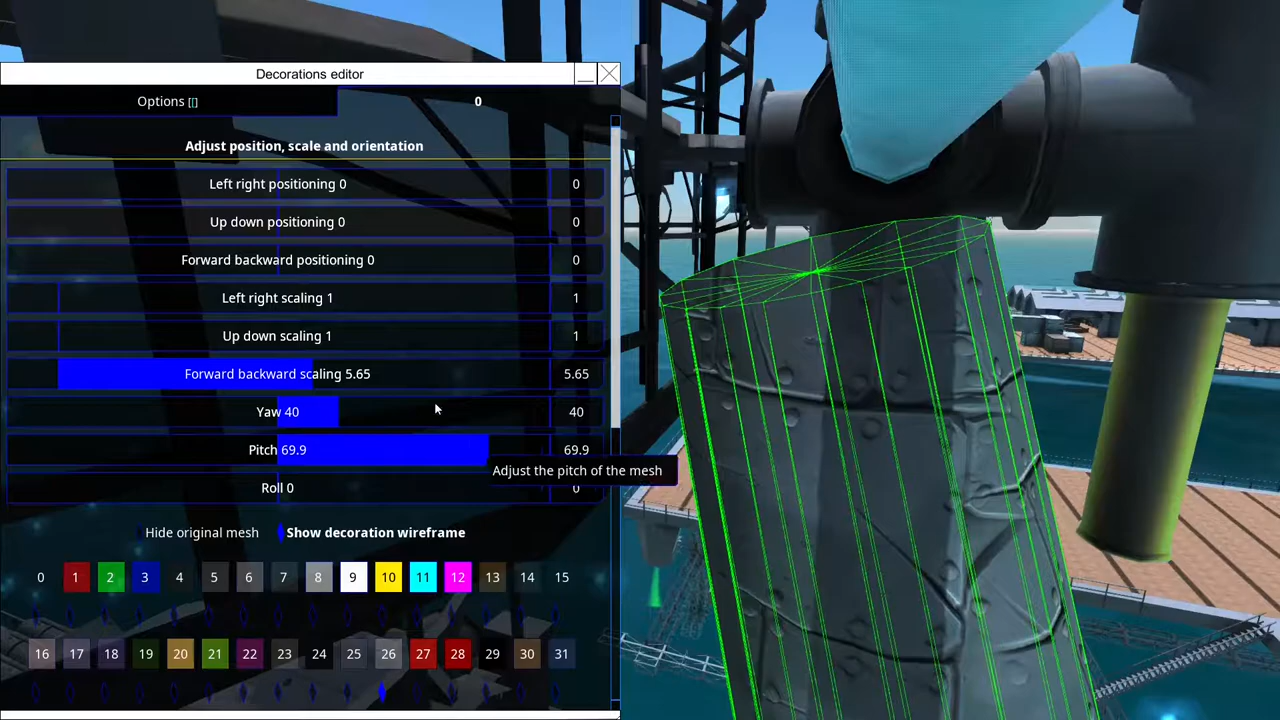 Decorations editor
Options [[]
0
Adjust position, scale and orientation
Left right positioning 0
0
Up down positioning 0
0
Forward backward positioning 0
0
Left right scaling 1
1
Up down scaling 1
1
Forward backward scaling 5.65
5.65
Yaw 40
40
Pitch 69.9
69.9
Adjust the pitch of the mesh
Roll 0
0
Hide original mesh
Show decoration wireframe
0 1 2 3 4 5 6 7 8 9 10 11 12 13 14 15
16 17 18 19 20 21 22 23 24 25 26 27 28 29 30 31